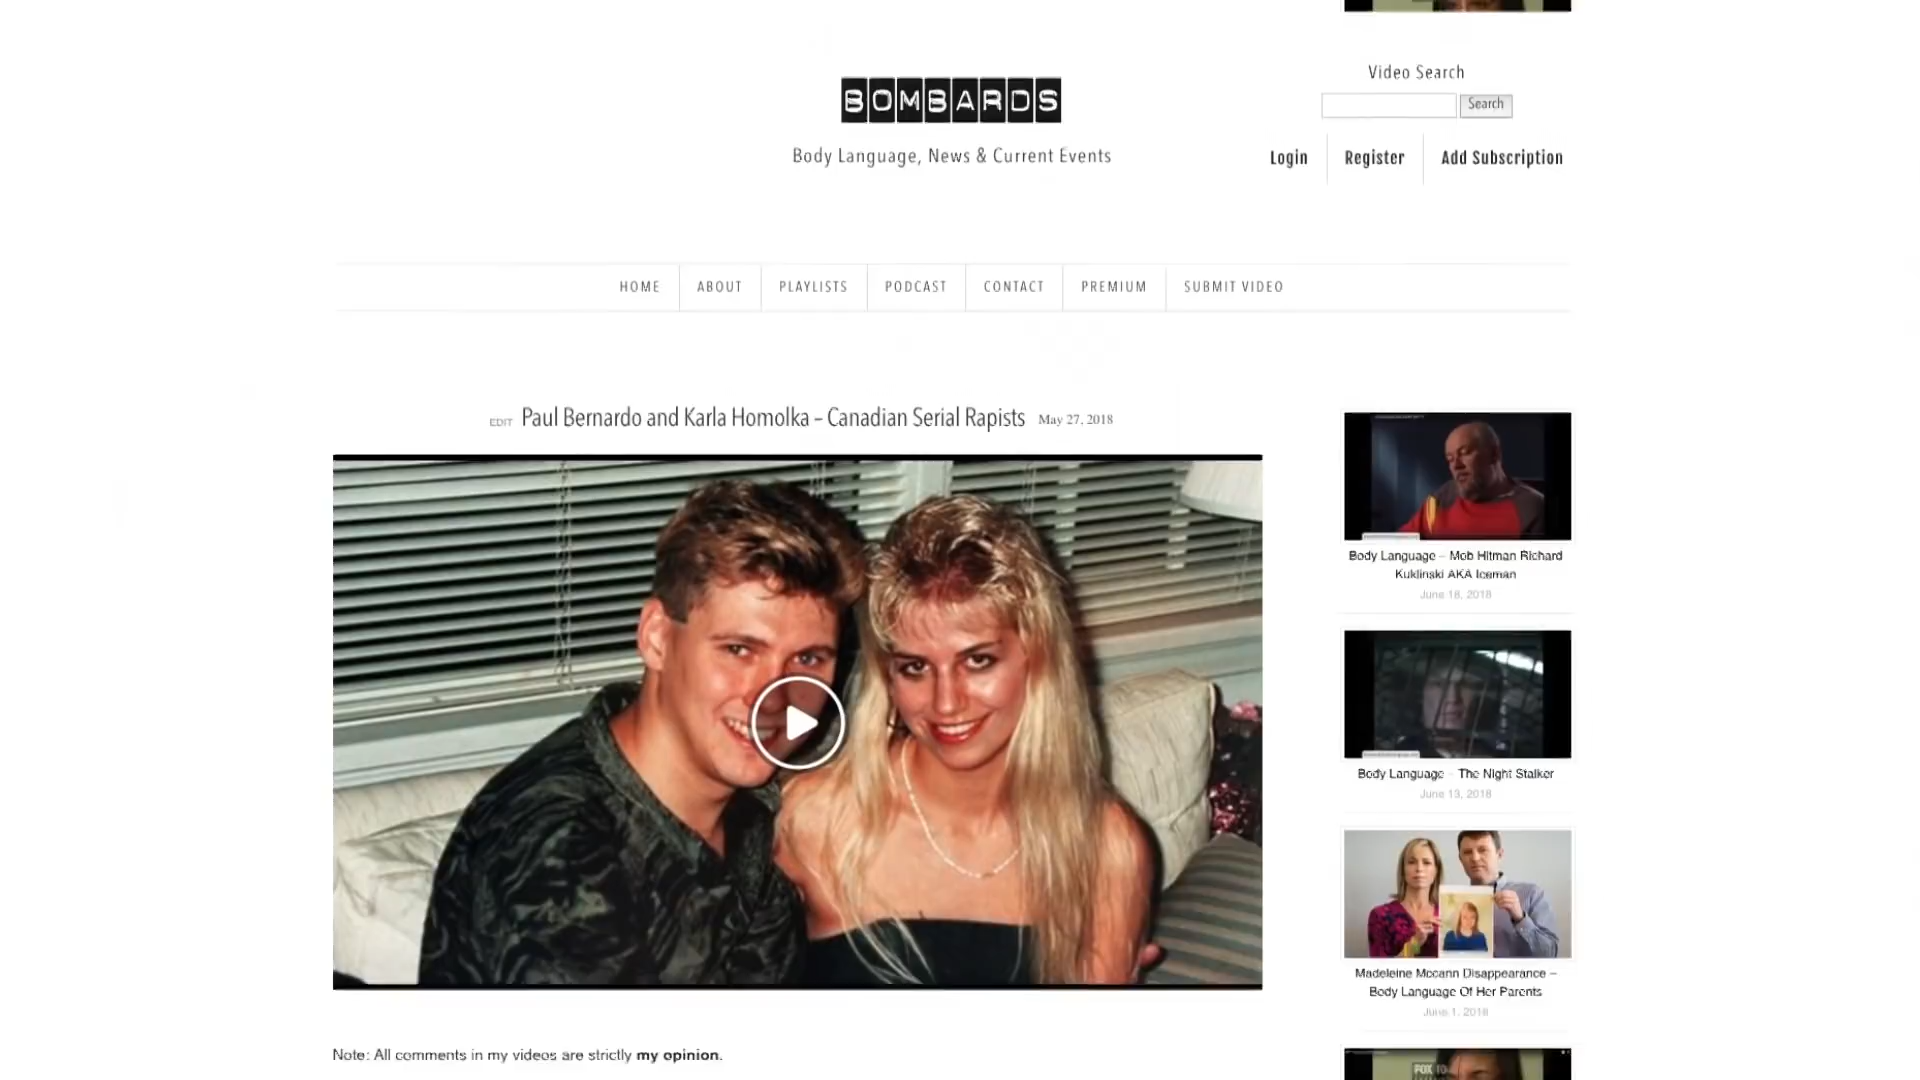 BOMBARDS
Body Language, News & Current Events
Video Search
Search
Login
Register
Add Subscription
HOME
ABOUT
PLAYLISTS
PODCAST
CONTACT
PREMIUM
SUBMIT VIDEO
EDIT Paul Bernardo and Karla Homolka – Canadian Serial Rapists May 27, 2018
Note: All comments in my videos are strictly my opinion.
Body Language – Mob Hitman Richard
Kuklinski AKA Iceman
June 18, 2018
Body Language – The Night Stalker
June 13, 2018
Madeleine Mccann Disappearance –
Body Language Of Her Parents
June 1, 2018
FOX 10